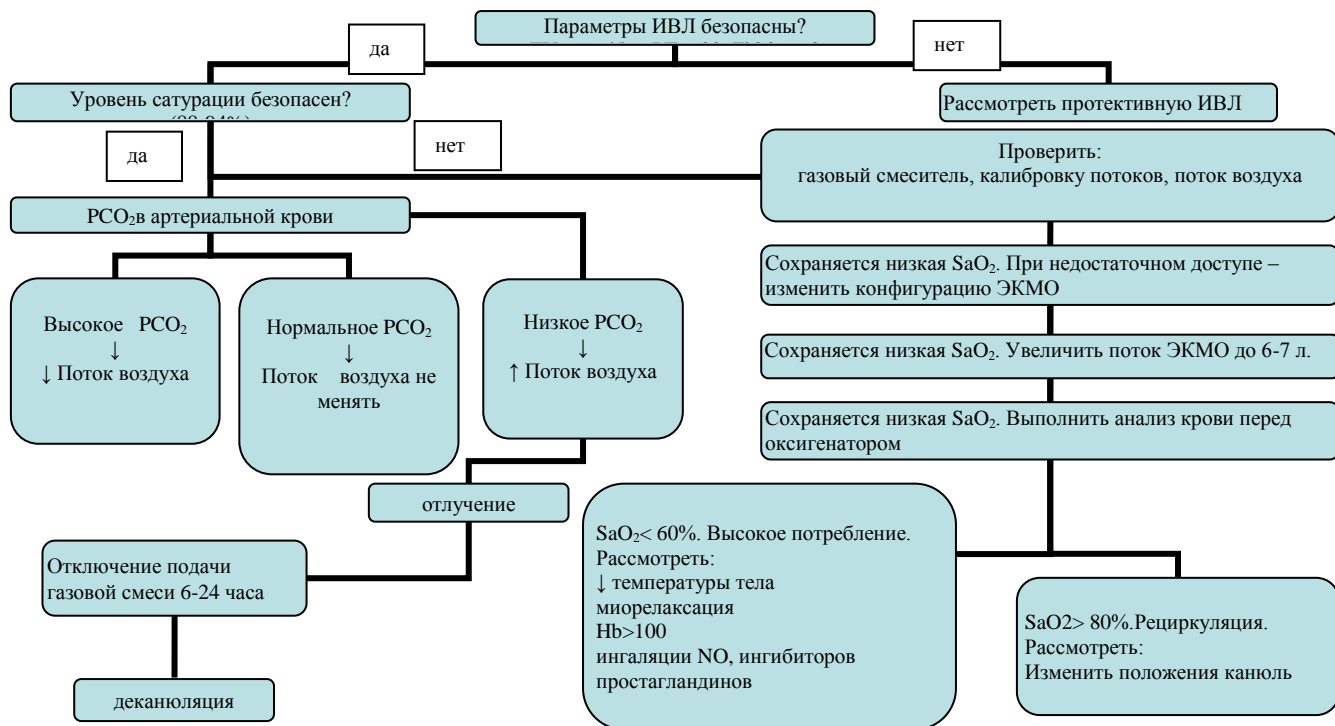 Параметры ИВЛ безопасны?
да
нет
Уровень сатурации безопасен?
Рассмотреть протективную ИВЛ
да
нет
Проверить:
газовый смеситель, калибровку потоков, поток воздуха
PCO₂в артериальной крови
Высокое PCO₂
↓
↓ Поток воздуха
Нормальное PCO₂
↓
Поток воздуха не
менять
Низкое PCO₂
↓
↑ Поток воздуха
Сохраняется низкая SaO₂. При недостаточном доступе –
изменить конфигурацию ЭКМО
Сохраняется низкая SaO₂. Увеличить поток ЭКМО до 6-7 л.
Сохраняется низкая SaO₂. Выполнить анализ крови перед
оксигенатором
отлучение
Отключение подачи
газовой смеси 6-24 часа
деканюляция
SaO₂< 60%. Высокое потребление.
Рассмотреть:
↓ температуры тела
миорелаксация
Hb>100
ингаляции NO, ингибиторов
простагландинов
SaO2> 80%.Рециркуляция.
Рассмотреть:
Изменить положения канюль